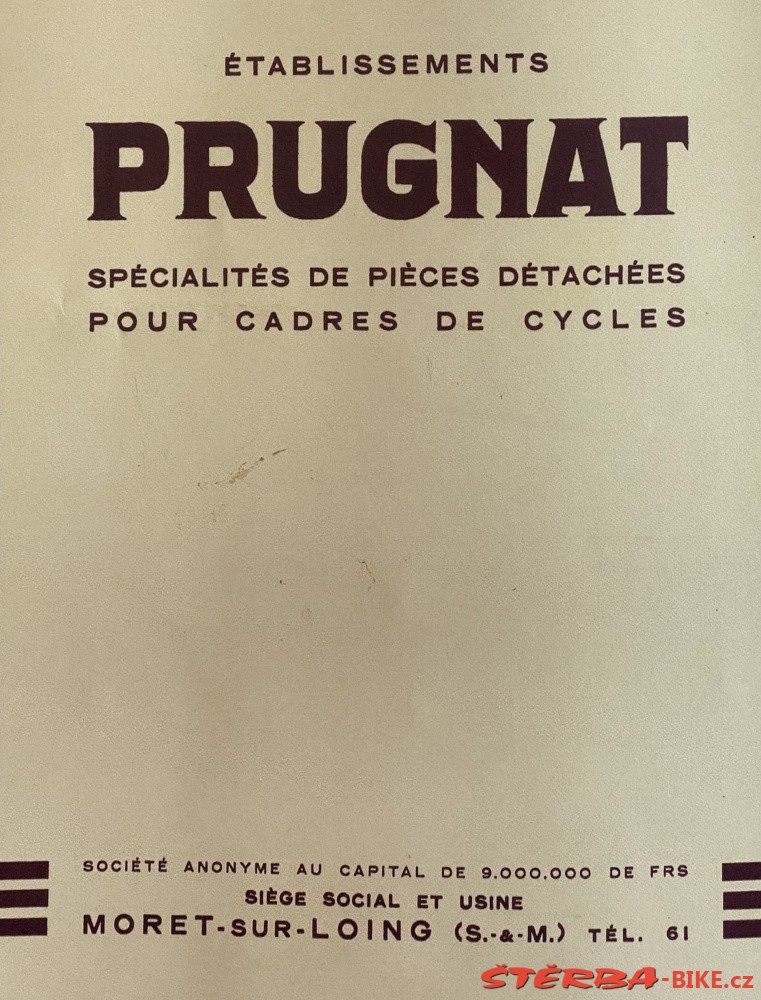 ÉTABLISSEMENTS
PRUGNAT
SPÉCIALITÉS DE PIÈCES DÉTACHÉES
POUR CADRES DE CYCLES
SOCIÉTÉ ANONYME AU CAPITAL DE 9.000.000 DE FRS
SIÈGE SOCIAL ET USINE
MORET-SUR-LOING (S.-&-M.) TÉL. 61
ŠTĚRBA-BIKE.cz